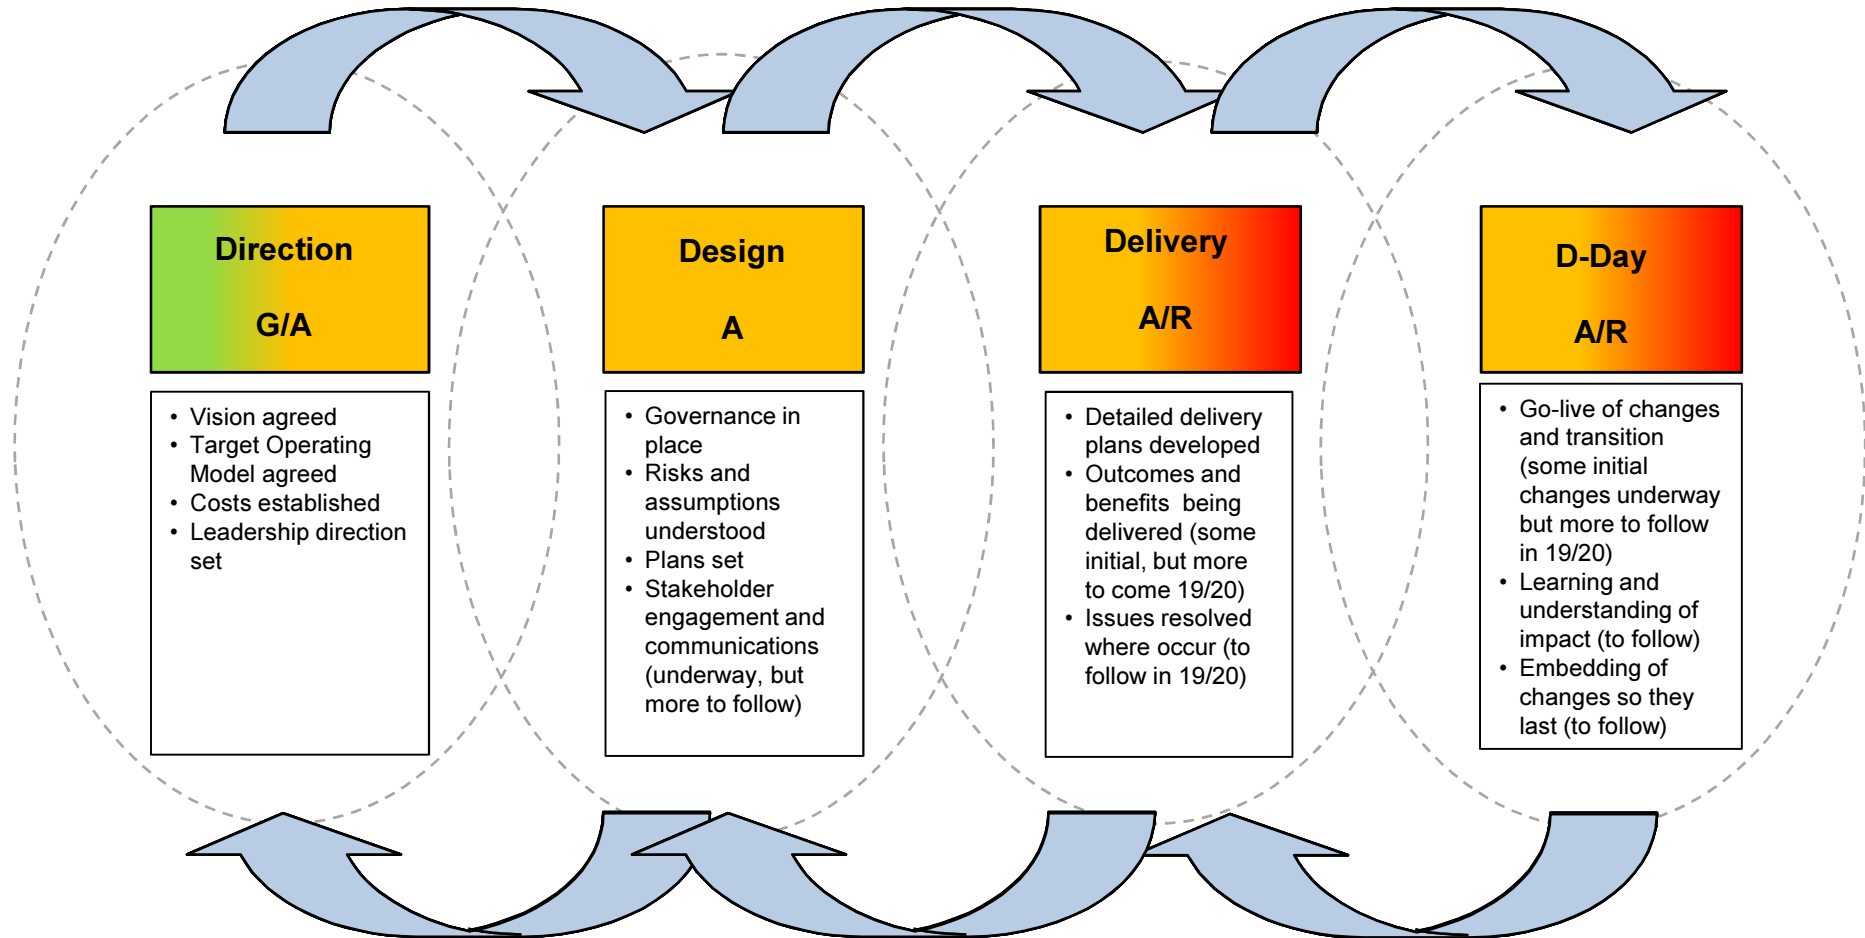 Direction
G/A
• Vision agreed
• Target Operating
Model agreed
• Costs established
• Leadership direction
set
Design
A
• Governance in
place
• Risks and
assumptions
understood
• Plans set
• Stakeholder
engagement and
communications
(underway, but
more to follow)
Delivery
A/R
• Detailed delivery
plans developed
• Outcomes and
benefits  being
delivered (some
initial, but more
to come 19/20)
• Issues resolved
where occur (to
follow in 19/20)
D-Day
A/R
• Go-live of changes
and transition
(some initial
changes underway
but more to follow
in 19/20)
• Learning and
understanding of
impact (to follow)
• Embedding of
changes so they
last (to follow)